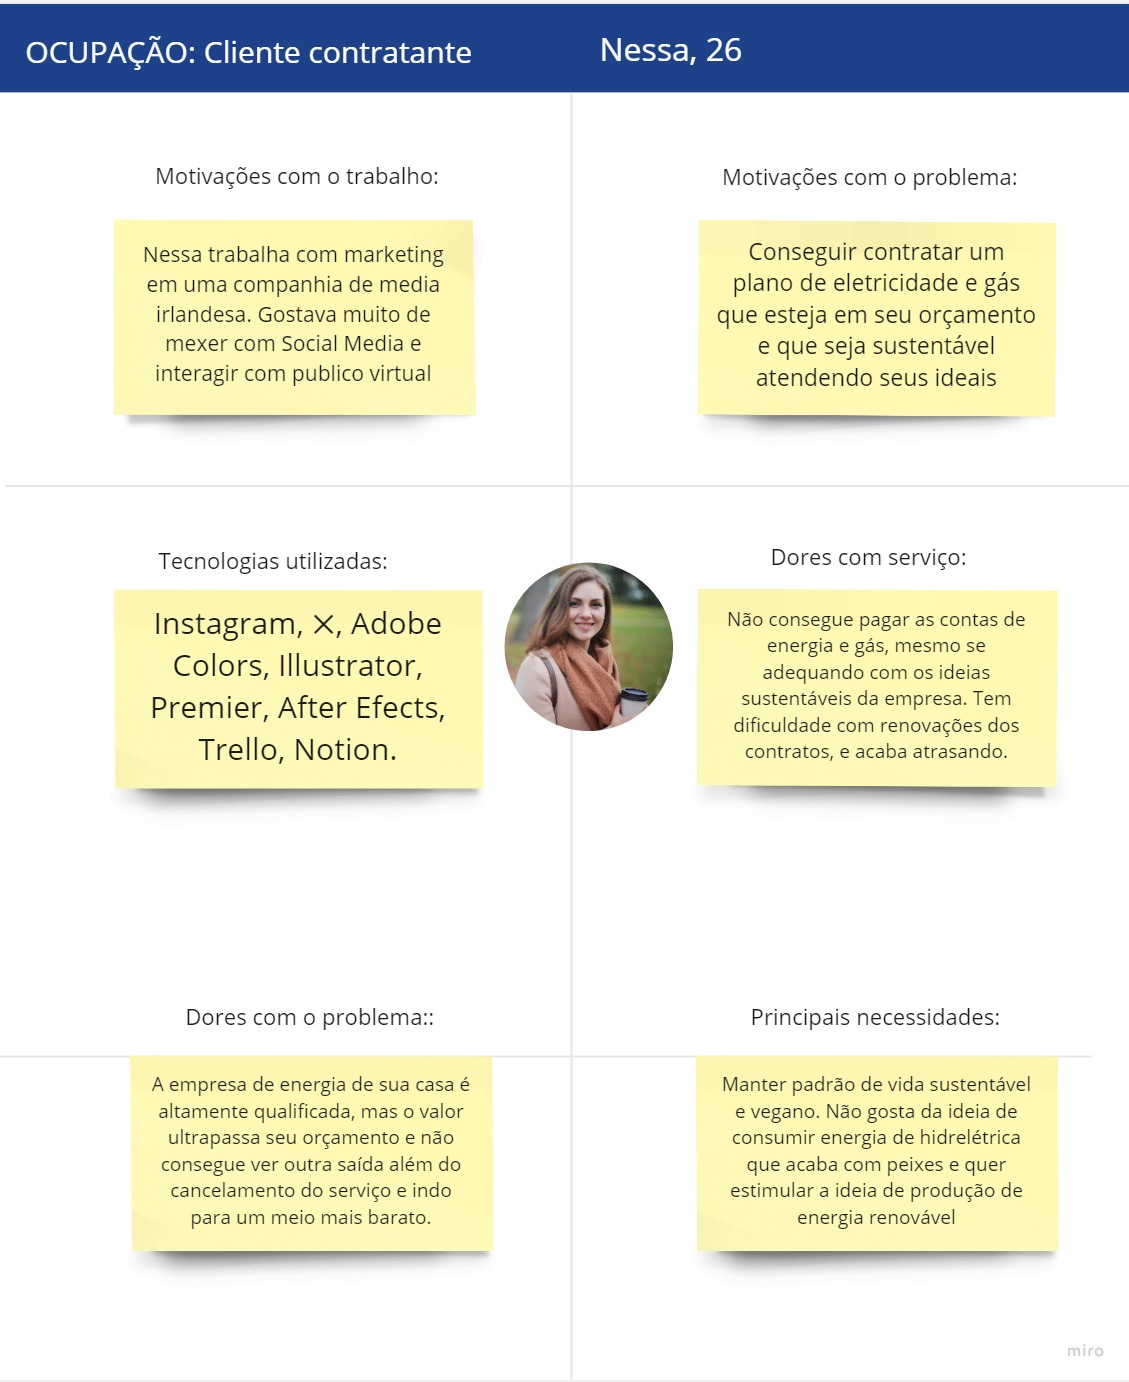 OCUPAÇÃO: Cliente contratante
Nessa, 26
Motivações com o trabalho:
Nessa trabalha com marketing
em uma companhia de media
irlandesa. Gostava muito de
mexer com Social Media e
interagir com publico virtual
Motivações com o problema:
Conseguir contratar um
plano de eletricidade e gás
que esteja em seu orçamento
e que seja sustentável
atendendo seus ideais
Tecnologias utilizadas:
Instagram, ✕, Adobe
Colors, Illustrator,
Premier, After Efects,
Trello, Notion.
Dores com serviço:
Não consegue pagar as contas de
energia e gás, mesmo se
adequando com os ideias
sustentáveis da empresa. Tem
dificuldade com renovações dos
contratos, e acaba atrasando.
Dores com o problema::
A empresa de energia de sua casa é
altamente qualificada, mas o valor
ultrapassa seu orçamento e não
consegue ver outra saída além do
cancelamento do serviço e indo
para um meio mais barato.
Principais necessidades:
Manter padrão de vida sustentável
e vegano. Não gosta da ideia de
consumir energia de hidrelétrica
que acaba com peixes e quer
estimular a ideia de produção de
energia renovável
miro